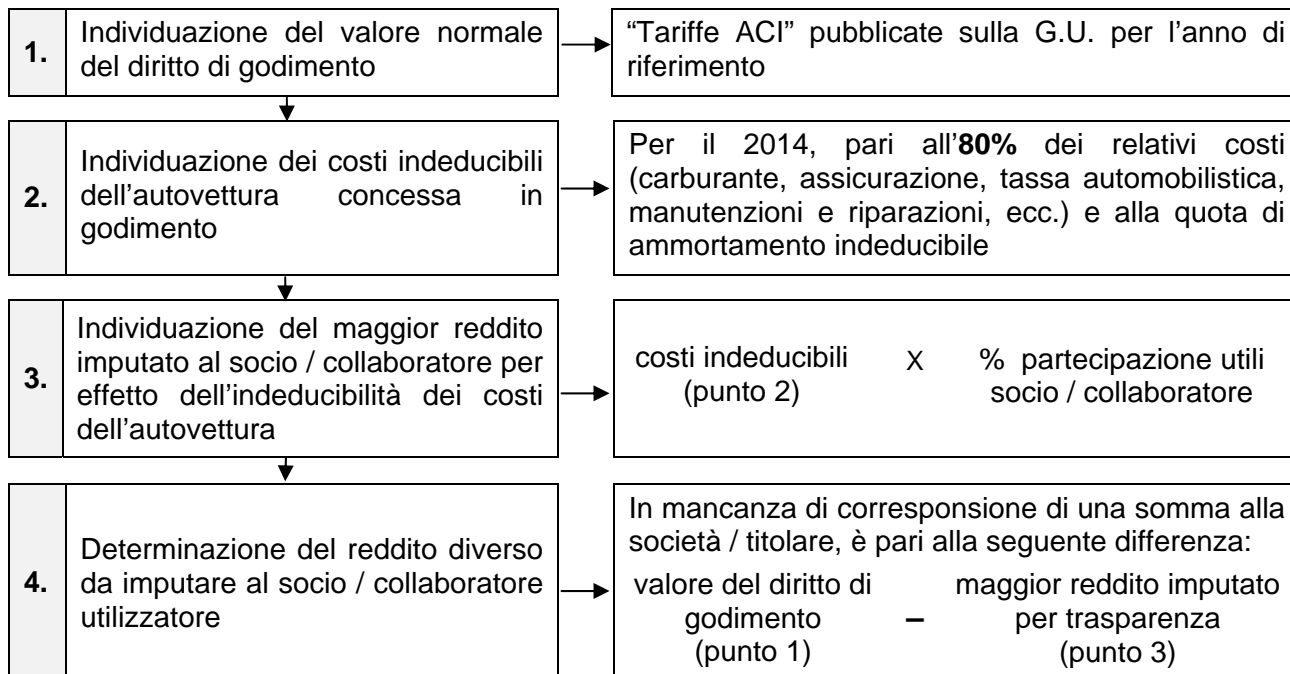 1.
Individuazione del valore normale
del diritto di godimento
“Tariffe ACI” pubblicate sulla G.U. per l’anno di
riferimento
2.
Individuazione dei costi indeducibili
dell’autovettura concessa in
godimento
Per il 2014, pari all’80% dei relativi costi
(carburante, assicurazione, tassa automobilistica,
manutenzioni e riparazioni, ecc.) e alla quota di
ammortamento indeducibile
3.
Individuazione del maggior reddito
imputato al socio / collaboratore per
effetto dell’indeducibilità dei costi
dell’autovettura
costi indeducibili X % partecipazione utili
(punto 2) socio / collaboratore
4.
Determinazione del reddito diverso
da imputare al socio / collaboratore
utilizzatore
In mancanza di corresponsione di una somma alla
società / titolare, è pari alla seguente differenza:
valore del diritto di maggior reddito imputato
godimento – per trasparenza
(punto 1) (punto 3)